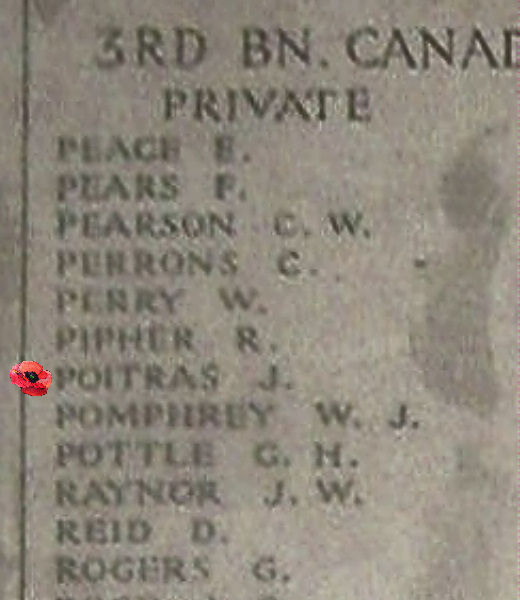 3RD BN. CANAD
PRIVATE
PEACE E.
PEARS F.
PEARSON C. W.
PERRONS C.
PERRY W.
PIPHER R.
POITRAS J.
POMPHREY W. J.
POTTLE G. H.
RAYNOR J. W.
REID D.
ROGERS G.